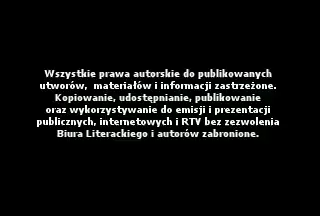 Wszystkie prawa autorskie do publikowanych
utworów, materiałów i informacji zastrzeżone.
Kopiowanie, udostępnianie, publikowanie
oraz wykorzystywanie do emisji i prezentacji
publicznych, internetowych i RTV bez zezwolenia
Biura Literackiego i autorów zabronione.